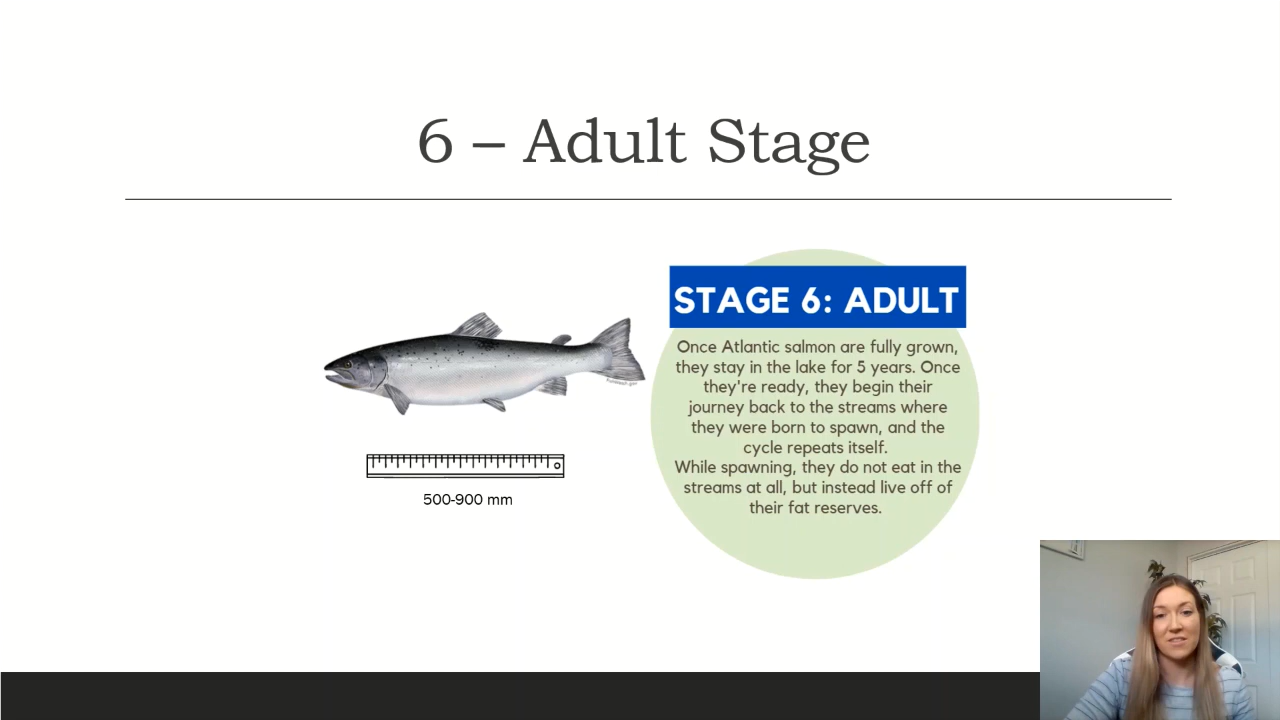 6 – Adult Stage
STAGE 6: ADULT
Once Atlantic salmon are fully grown,
they stay in the lake for 5 years. Once
they're ready, they begin their
journey back to the streams where
they were born to spawn, and the
cycle repeats itself.
While spawning, they do not eat in the
streams at all, but instead live off of
their fat reserves.
500-900 mm